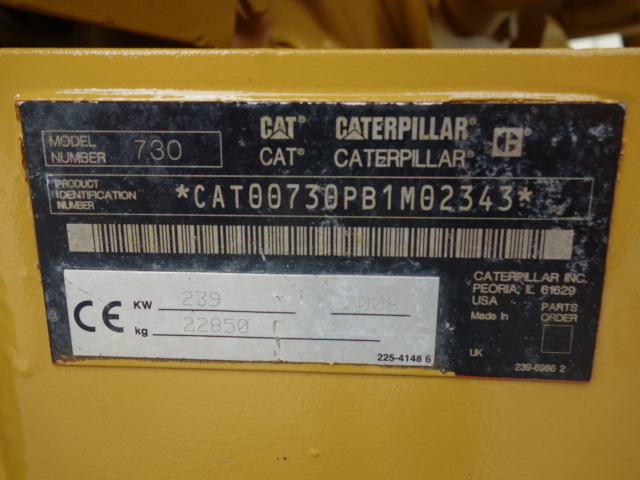 CAT® CATERPILLAR® C
CAT® CATERPILLAR®
MODEL NUMBER 730
PRODUCT IDENTIFICATION NUMBER *CAT00730PB1M02343*
CE
KW 239
kg 22850
225-4148 6
CATERPILLAR INC.
PEORIA, IL 61629
USA
Made In
UK
PARTS ORDER
239-6986 2